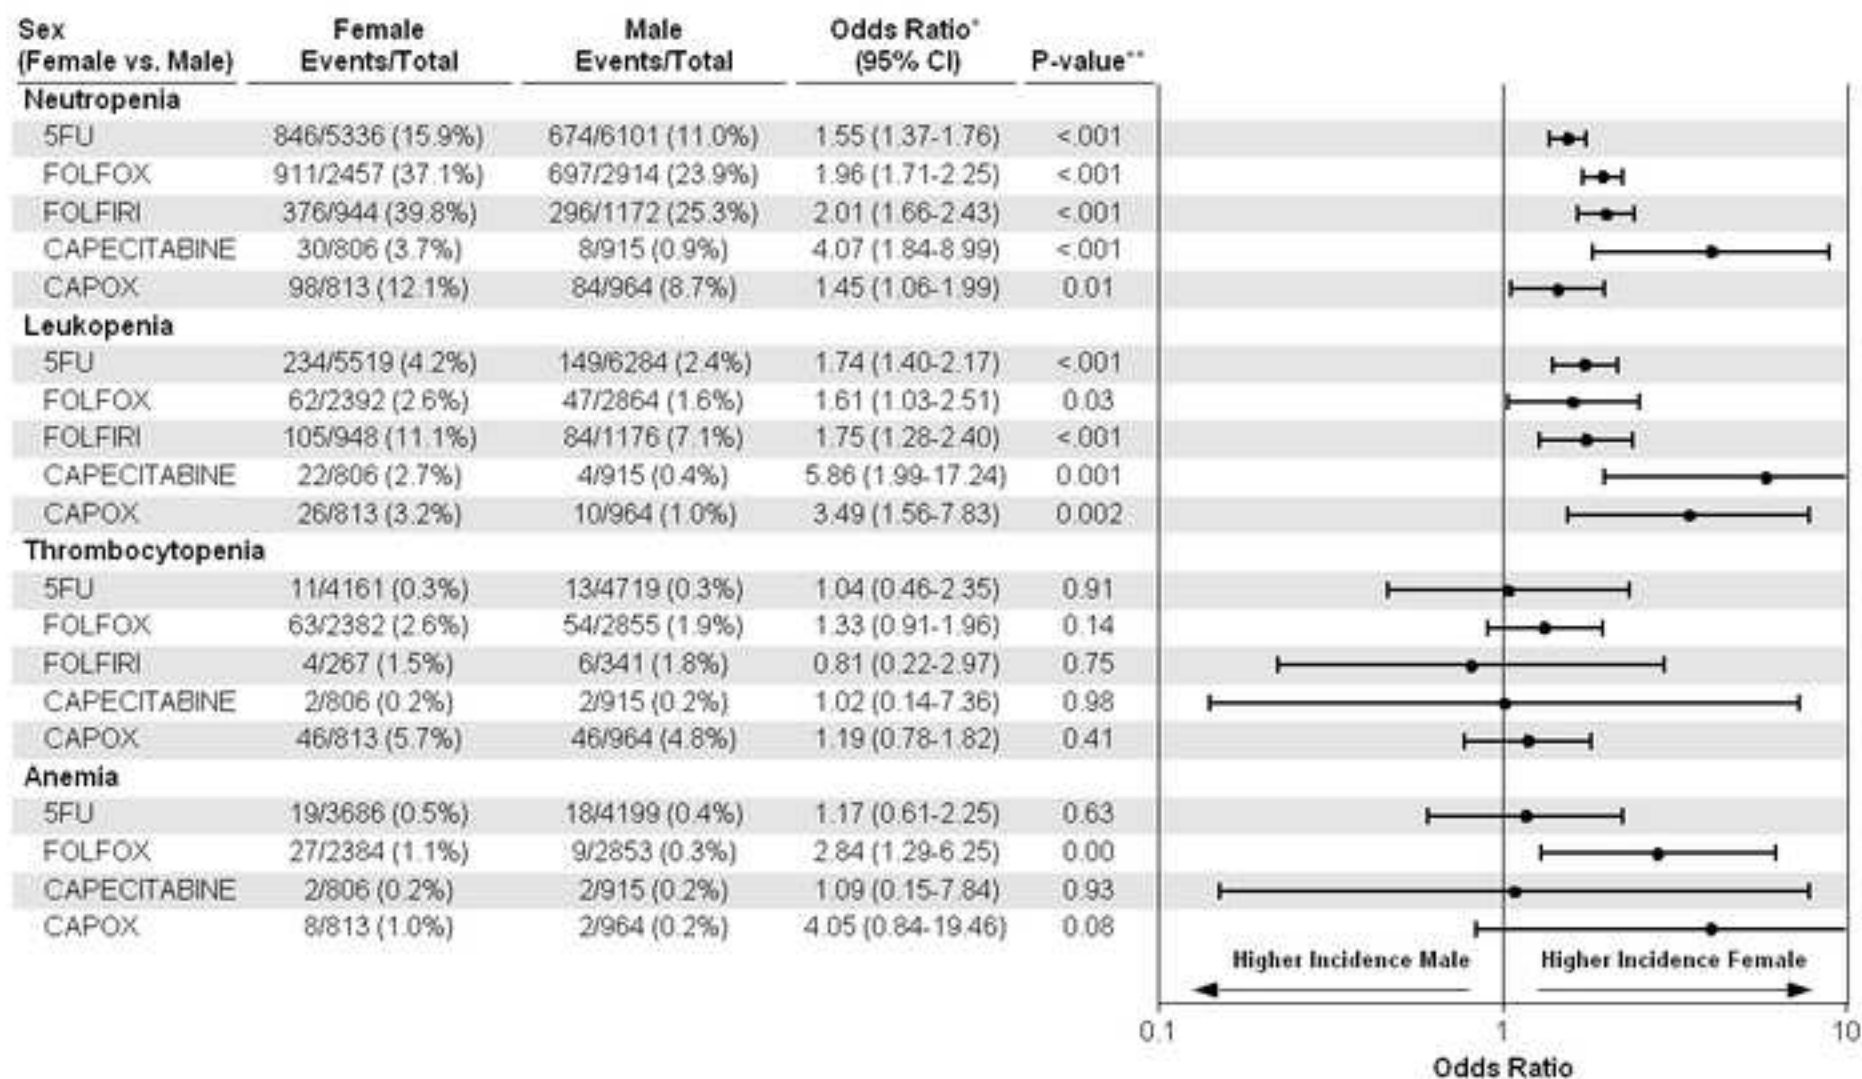 Sex Female Male Odds Ratio*
(Female vs. Male) Events/Total Events/Total (95% CI) P-value**
Neutropenia
5FU 846/5336 (15.9%) 674/6101 (11.0%) 1.55 (1.37-1.76) <.001
FOLFOX 911/2457 (37.1%) 697/2914 (23.9%) 1.96 (1.71-2.25) <.001
FOLFIRI 376/944 (39.8%) 296/1172 (25.3%) 2.01 (1.66-2.43) <.001
CAPECITABINE 30/806 (3.7%) 8/915 (0.9%) 4.07 (1.84-8.99) <.001
CAPOX 98/813 (12.1%) 84/964 (8.7%) 1.45 (1.06-1.99) 0.01
Leukopenia
5FU 234/5519 (4.2%) 149/6284 (2.4%) 1.74 (1.40-2.17) <.001
FOLFOX 62/2392 (2.6%) 47/2864 (1.6%) 1.61 (1.03-2.51) 0.03
FOLFIRI 105/948 (11.1%) 84/1176 (7.1%) 1.75 (1.28-2.40) <.001
CAPECITABINE 22/806 (2.7%) 4/915 (0.4%) 5.86 (1.99-17.24) 0.001
CAPOX 26/813 (3.2%) 10/964 (1.0%) 3.49 (1.56-7.83) 0.002
Thrombocytopenia
5FU 11/4161 (0.3%) 13/4719 (0.3%) 1.04 (0.46-2.35) 0.91
FOLFOX 63/2382 (2.6%) 54/2855 (1.9%) 1.33 (0.91-1.96) 0.14
FOLFIRI 4/267 (1.5%) 6/341 (1.8%) 0.81 (0.22-2.97) 0.75
CAPECITABINE 2/806 (0.2%) 2/915 (0.2%) 1.02 (0.14-7.36) 0.98
CAPOX 46/813 (5.7%) 46/964 (4.8%) 1.19 (0.78-1.82) 0.41
Anemia
5FU 19/3686 (0.5%) 18/4199 (0.4%) 1.17 (0.61-2.25) 0.63
FOLFOX 27/2384 (1.1%) 9/2853 (0.3%) 2.84 (1.29-6.25) 0.00
CAPECITABINE 2/806 (0.2%) 2/915 (0.2%) 1.09 (0.15-7.84) 0.93
CAPOX 8/813 (1.0%) 2/964 (0.2%) 4.05 (0.84-19.46) 0.08
Higher Incidence Male Higher Incidence Female
0.1 1 10
Odds Ratio